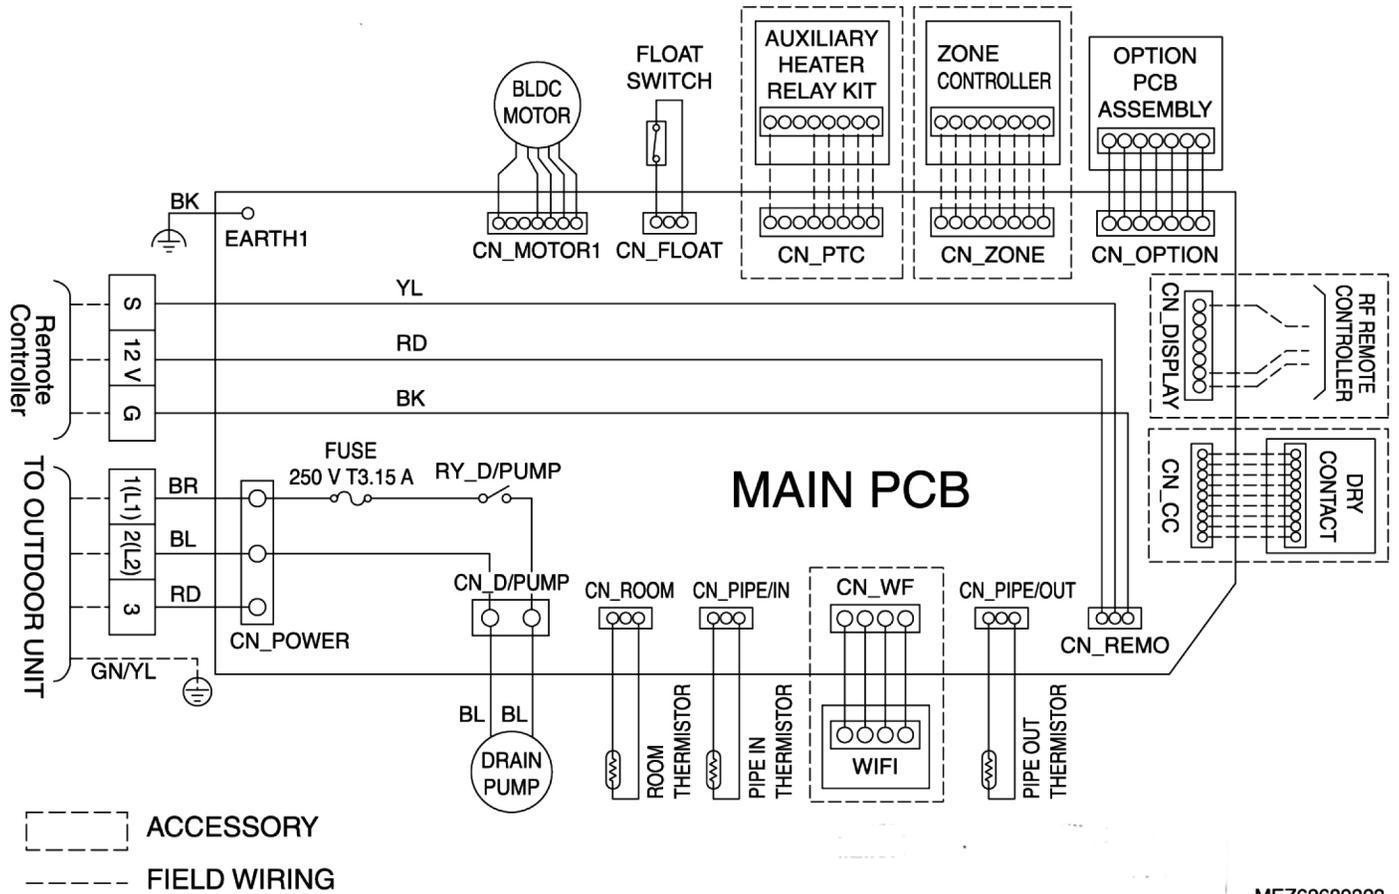 BLDC
MOTOR
CN_MOTOR1
FLOAT
SWITCH
CN_FLOAT
AUXILIARY
HEATER
RELAY KIT
CN_PTC
ZONE
CONTROLLER
CN_ZONE
OPTION
PCB
ASSEMBLY
CN_OPTION
BK
EARTH1
Remote
Controller
S
12 V
G
YL
RD
BK
CN_DISPLAY
RF REMOTE
CONTROLLER
CN_CC
DRY
CONTACT
TO OUTDOOR UNIT
1(L1)
2(L2)
3
BR
BL
RD
GN/YL
CN_POWER
FUSE
250 V T3.15 A
RY_D/PUMP
MAIN PCB
CN_D/PUMP
BL
BL
DRAIN
PUMP
CN_ROOM
ROOM
THERMISTOR
CN_PIPE/IN
PIPE IN
THERMISTOR
CN_WF
WIFI
CN_PIPE/OUT
PIPE OUT
THERMISTOR
CN_REMO
ACCESSORY
FIELD WIRING